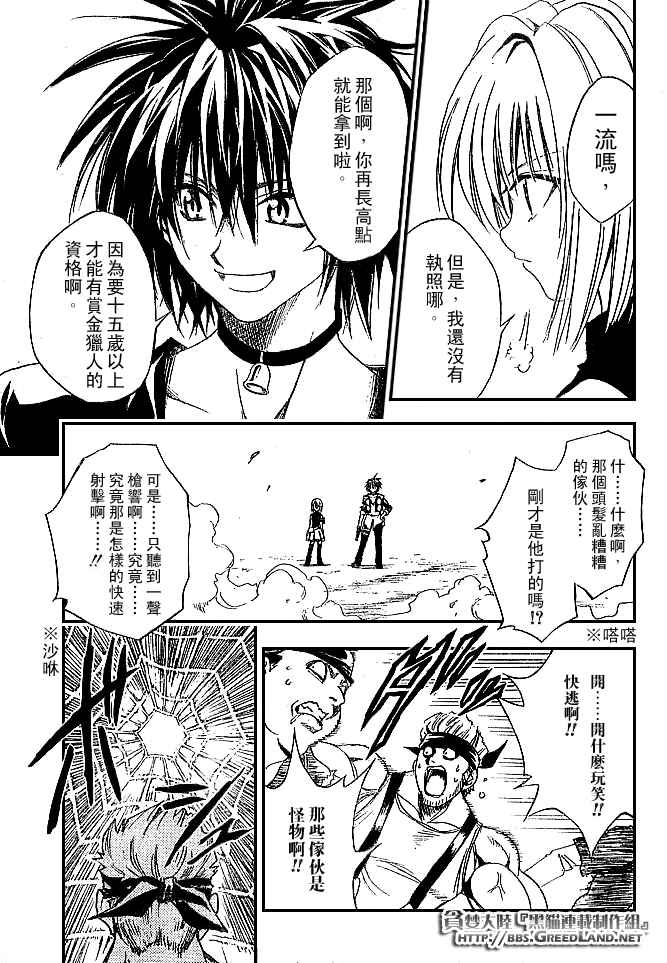 一流嗎，
但是，我還沒有
執照哪。
那個啊，你再長高點
就能拿到啦。
因為要十五歲以上
才能有賞金獵人的
資格啊。
什……什麼啊，
那個頭髮亂糟糟
的傢伙……
剛才是他打的嗎!?
可是……只聽到一聲
槍響啊……究竟……
究竟那是怎樣的快速
射擊啊……!!
※嗒嗒
開……開什麼玩笑!!
快逃啊!!
那些傢伙是
怪物啊!!
※沙咻
貪婪大陸『黑貓連載制作組』
HTTP://BBS.GREEDLAND.NET